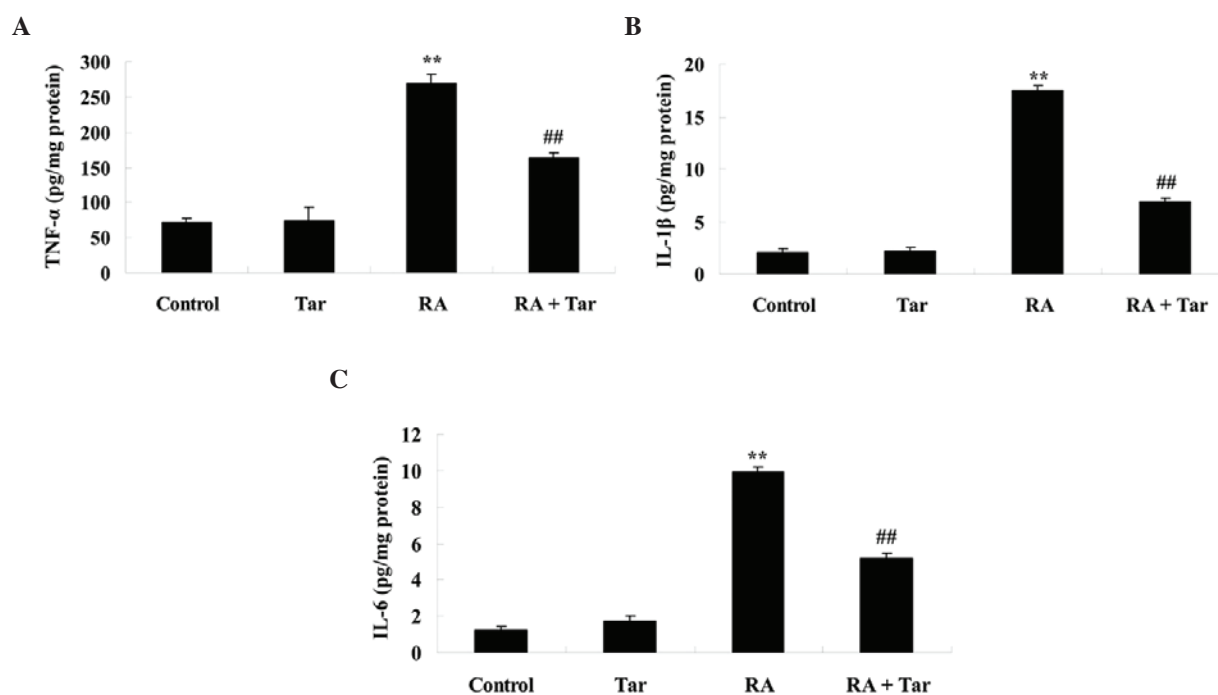 A
TNF-α (pg/mg protein)
300
250
200
150
100
50
0
**
##
Control Tar RA RA + Tar
B
IL-1β (pg/mg protein)
20
15
10
5
0
**
##
Control Tar RA RA + Tar
C
IL-6 (pg/mg protein)
12
10
8
6
4
2
0
**
##
Control Tar RA RA + Tar